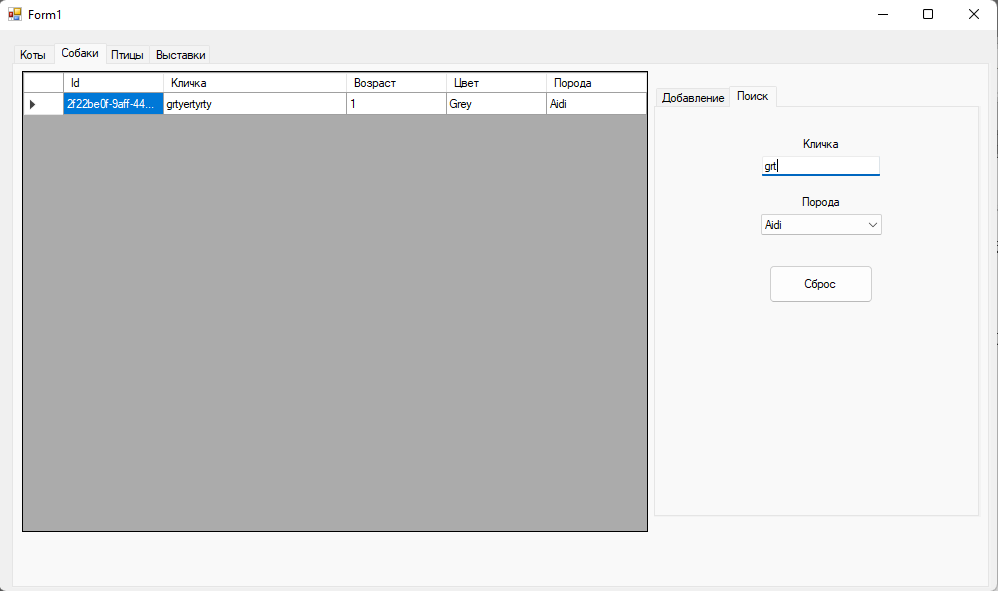 Form1
Коты Собаки Птицы Выставки
Id Кличка Возраст Цвет Порода
2f22be0f-9aff-44... grtyertyrty 1 Grey Aidi
Добавление Поиск
Кличка
grt
Порода
Aidi
Сброс